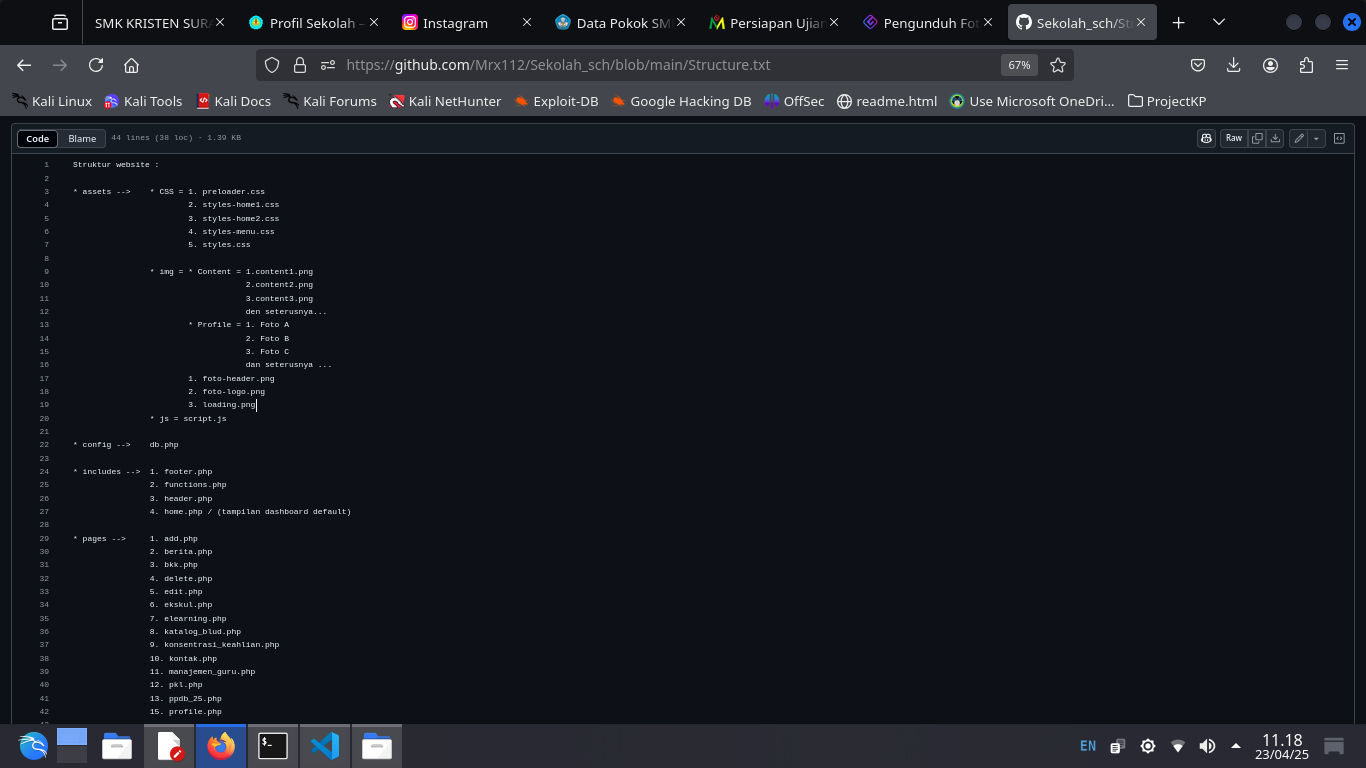 SMK KRISTEN SURA
Profil Sekolah –
Instagram
Data Pokok SM
Persiapan Ujian
Pengunduh Fot
Sekolah_sch/Str
https://github.com/Mrx112/Sekolah_sch/blob/main/Structure.txt
67%
Kali Linux
Kali Tools
Kali Docs
Kali Forums
Kali NetHunter
Exploit-DB
Google Hacking DB
OffSec
readme.html
Use Microsoft OneDri...
ProjectKP
Code Blame 44 lines (38 loc) · 1.39 KB Raw
1 Struktur website :
2
3 * assets --> * CSS = 1. preloader.css
4 2. styles-home1.css
5 3. styles-home2.css
6 4. styles-menu.css
7 5. styles.css
8
9 * img = * Content = 1.content1.png
10 2.content2.png
11 3.content3.png
12 den seterusnya...
13 * Profile = 1. Foto A
14 2. Foto B
15 3. Foto C
16 dan seterusnya ...
17 1. foto-header.png
18 2. foto-logo.png
19 3. loading.png
20 * js = script.js
21
22 * config --> db.php
23
24 * includes --> 1. footer.php
25 2. functions.php
26 3. header.php
27 4. home.php / (tampilan dashboard default)
28
29 * pages --> 1. add.php
30 2. berita.php
31 3. bkk.php
32 4. delete.php
33 5. edit.php
34 6. ekskul.php
35 7. elearning.php
36 8. katalog_blud.php
37 9. konsentrasi_keahlian.php
38 10. kontak.php
39 11. manajemen_guru.php
40 12. pkl.php
41 13. ppdb_25.php
42 15. profile.php
EN
11.18
23/04/25